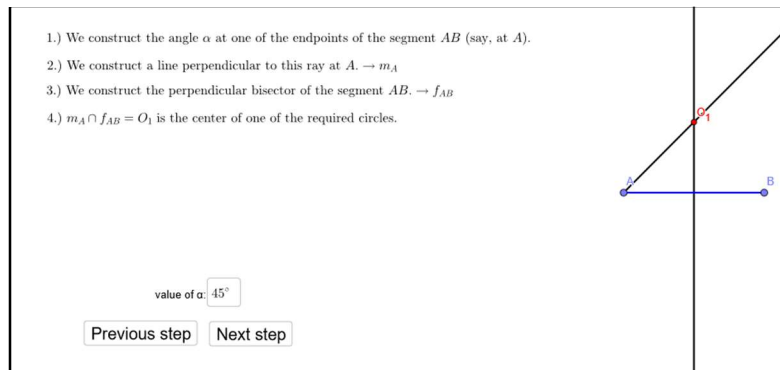 1.) We construct the angle α at one of the endpoints of the segment AB (say, at A).
2.) We construct a line perpendicular to this ray at A. → m_A
3.) We construct the perpendicular bisector of the segment AB. → f_AB
4.) m_A ∩ f_AB = O₁ is the center of one of the required circles.
O₁
A
B
value of α: 45°
Previous step Next step